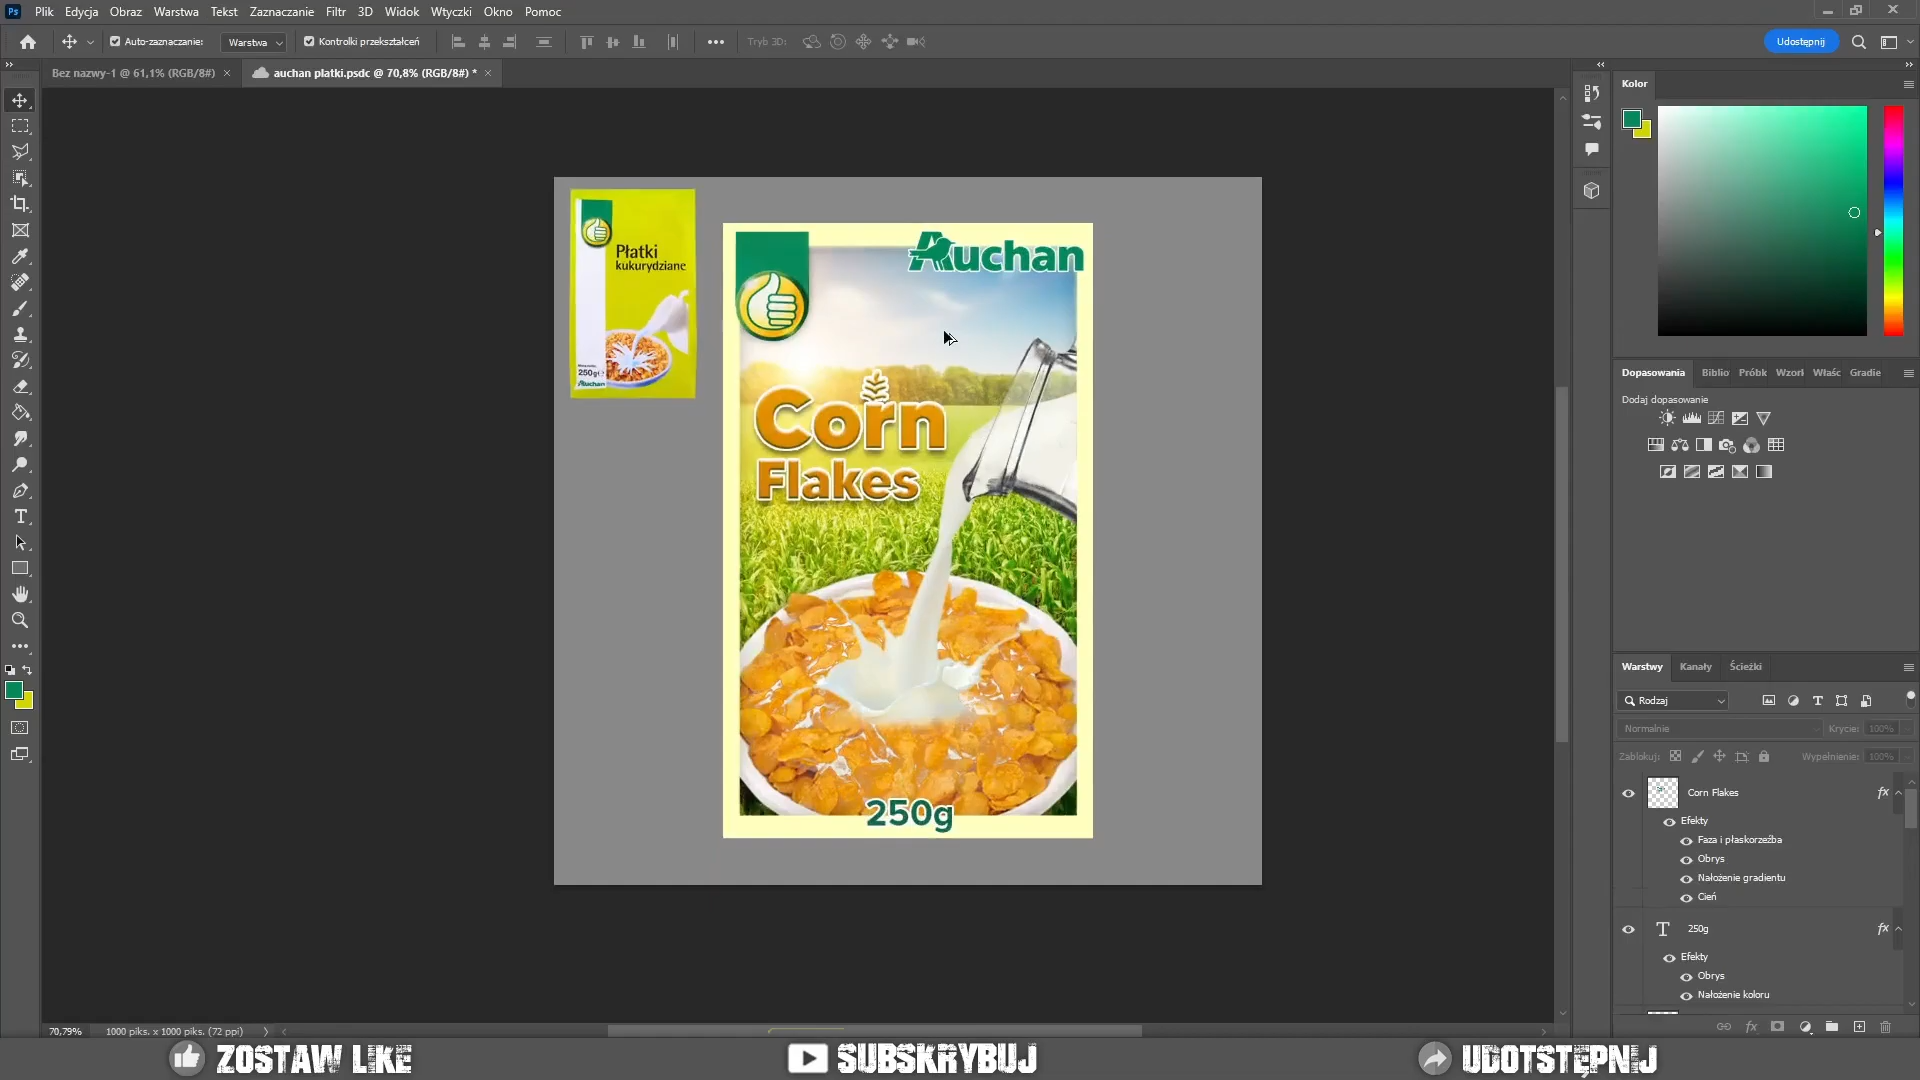 Ps Plik Edycja Obraz Warstwa Tekst Zaznaczanie Filtr 3D Widok Wtyczki Okno Pomoc
Auto-zaznaczanie: Warstwa Kontrolki przekształceń Tryb 3D: Udostępnij
Bez nazwy-1 @ 61,1% (RGB/8#) × auchan platki.psdc @ 70,8% (RGB/8#) * ×
Kolor
Płatki
kukurydziane
250g
Auchan
Auchan
Corn
Flakes
250g
Dopasowania Biblio Próbk Wzorl Właśc Gradie
Dodaj dopasowanie
Warstwy Kanały Ścieżki
Rodzaj
Normalnie Krycie: 100%
Zablokuj: Wypełnienie: 100%
Corn Flakes fx
Efekty
Faza i płaskorzeźba
Obrys
Nałożenie gradientu
Cień
T 250g fx
Efekty
Obrys
Nałożenie koloru
70,79% 1000 piks. x 1000 piks. (72 ppi)
ZOSTAW LIKE SUBSKRYBUJ UDOTSTĘPNIJ